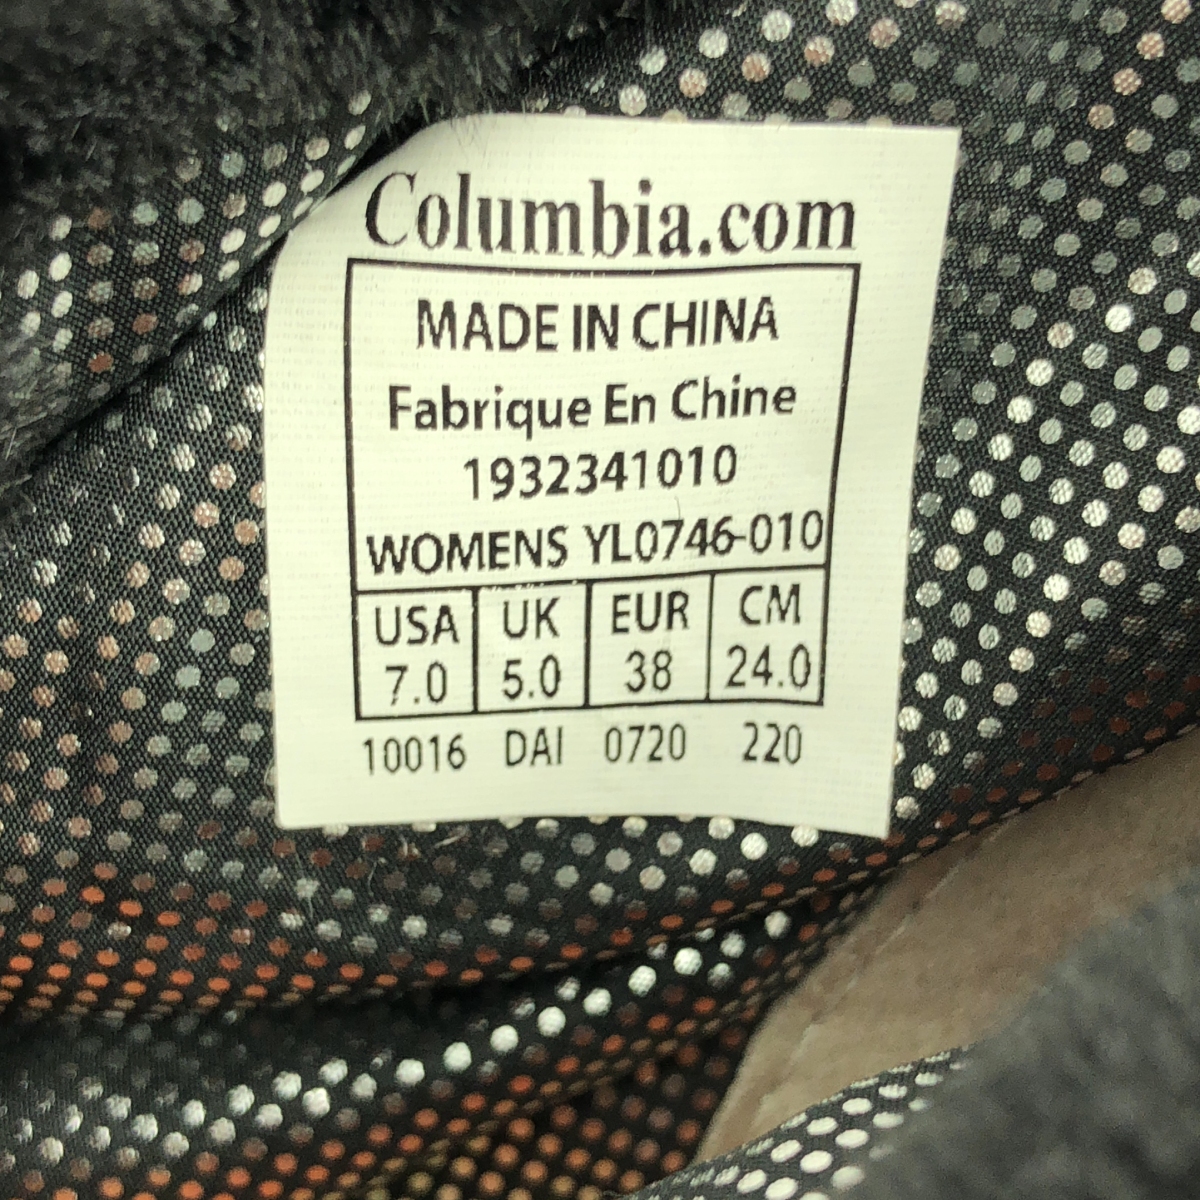 Columbia.com
MADE IN CHINA
Fabrique En Chine
1932341010
WOMENS YL0746-010
USA UK EUR CM
7.0 5.0 38 24.0
10016 DAI 0720 220